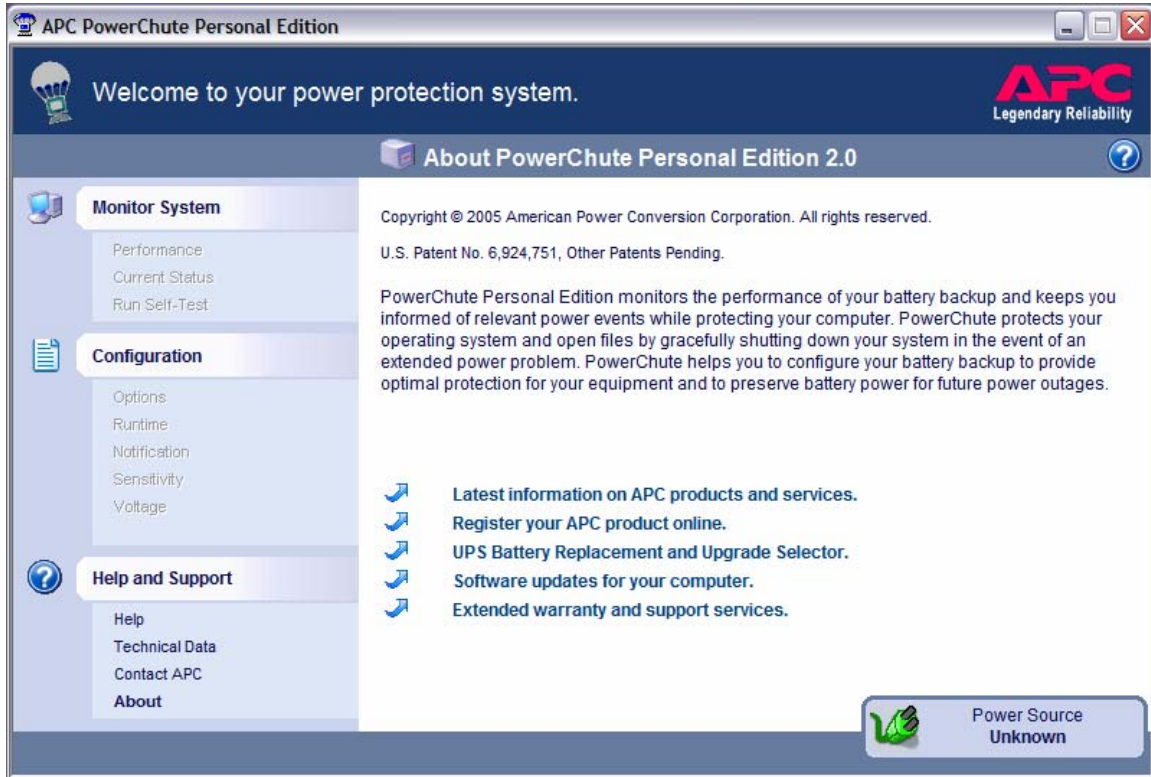 APC PowerChute Personal Edition
Welcome to your power protection system.
APC
Legendary Reliability
About PowerChute Personal Edition 2.0
?
Monitor System
Performance
Current Status
Run Self-Test
Configuration
Options
Runtime
Notification
Sensitivity
Voltage
?
Help and Support
Help
Technical Data
Contact APC
About
Copyright © 2005 American Power Conversion Corporation. All rights reserved.
U.S. Patent No. 6,924,751, Other Patents Pending.
PowerChute Personal Edition monitors the performance of your battery backup and keeps you
informed of relevant power events while protecting your computer. PowerChute protects your
operating system and open files by gracefully shutting down your system in the event of an
extended power problem. PowerChute helps you to configure your battery backup to provide
optimal protection for your equipment and to preserve battery power for future power outages.
Latest information on APC products and services.
Register your APC product online.
UPS Battery Replacement and Upgrade Selector.
Software updates for your computer.
Extended warranty and support services.
Power Source
Unknown